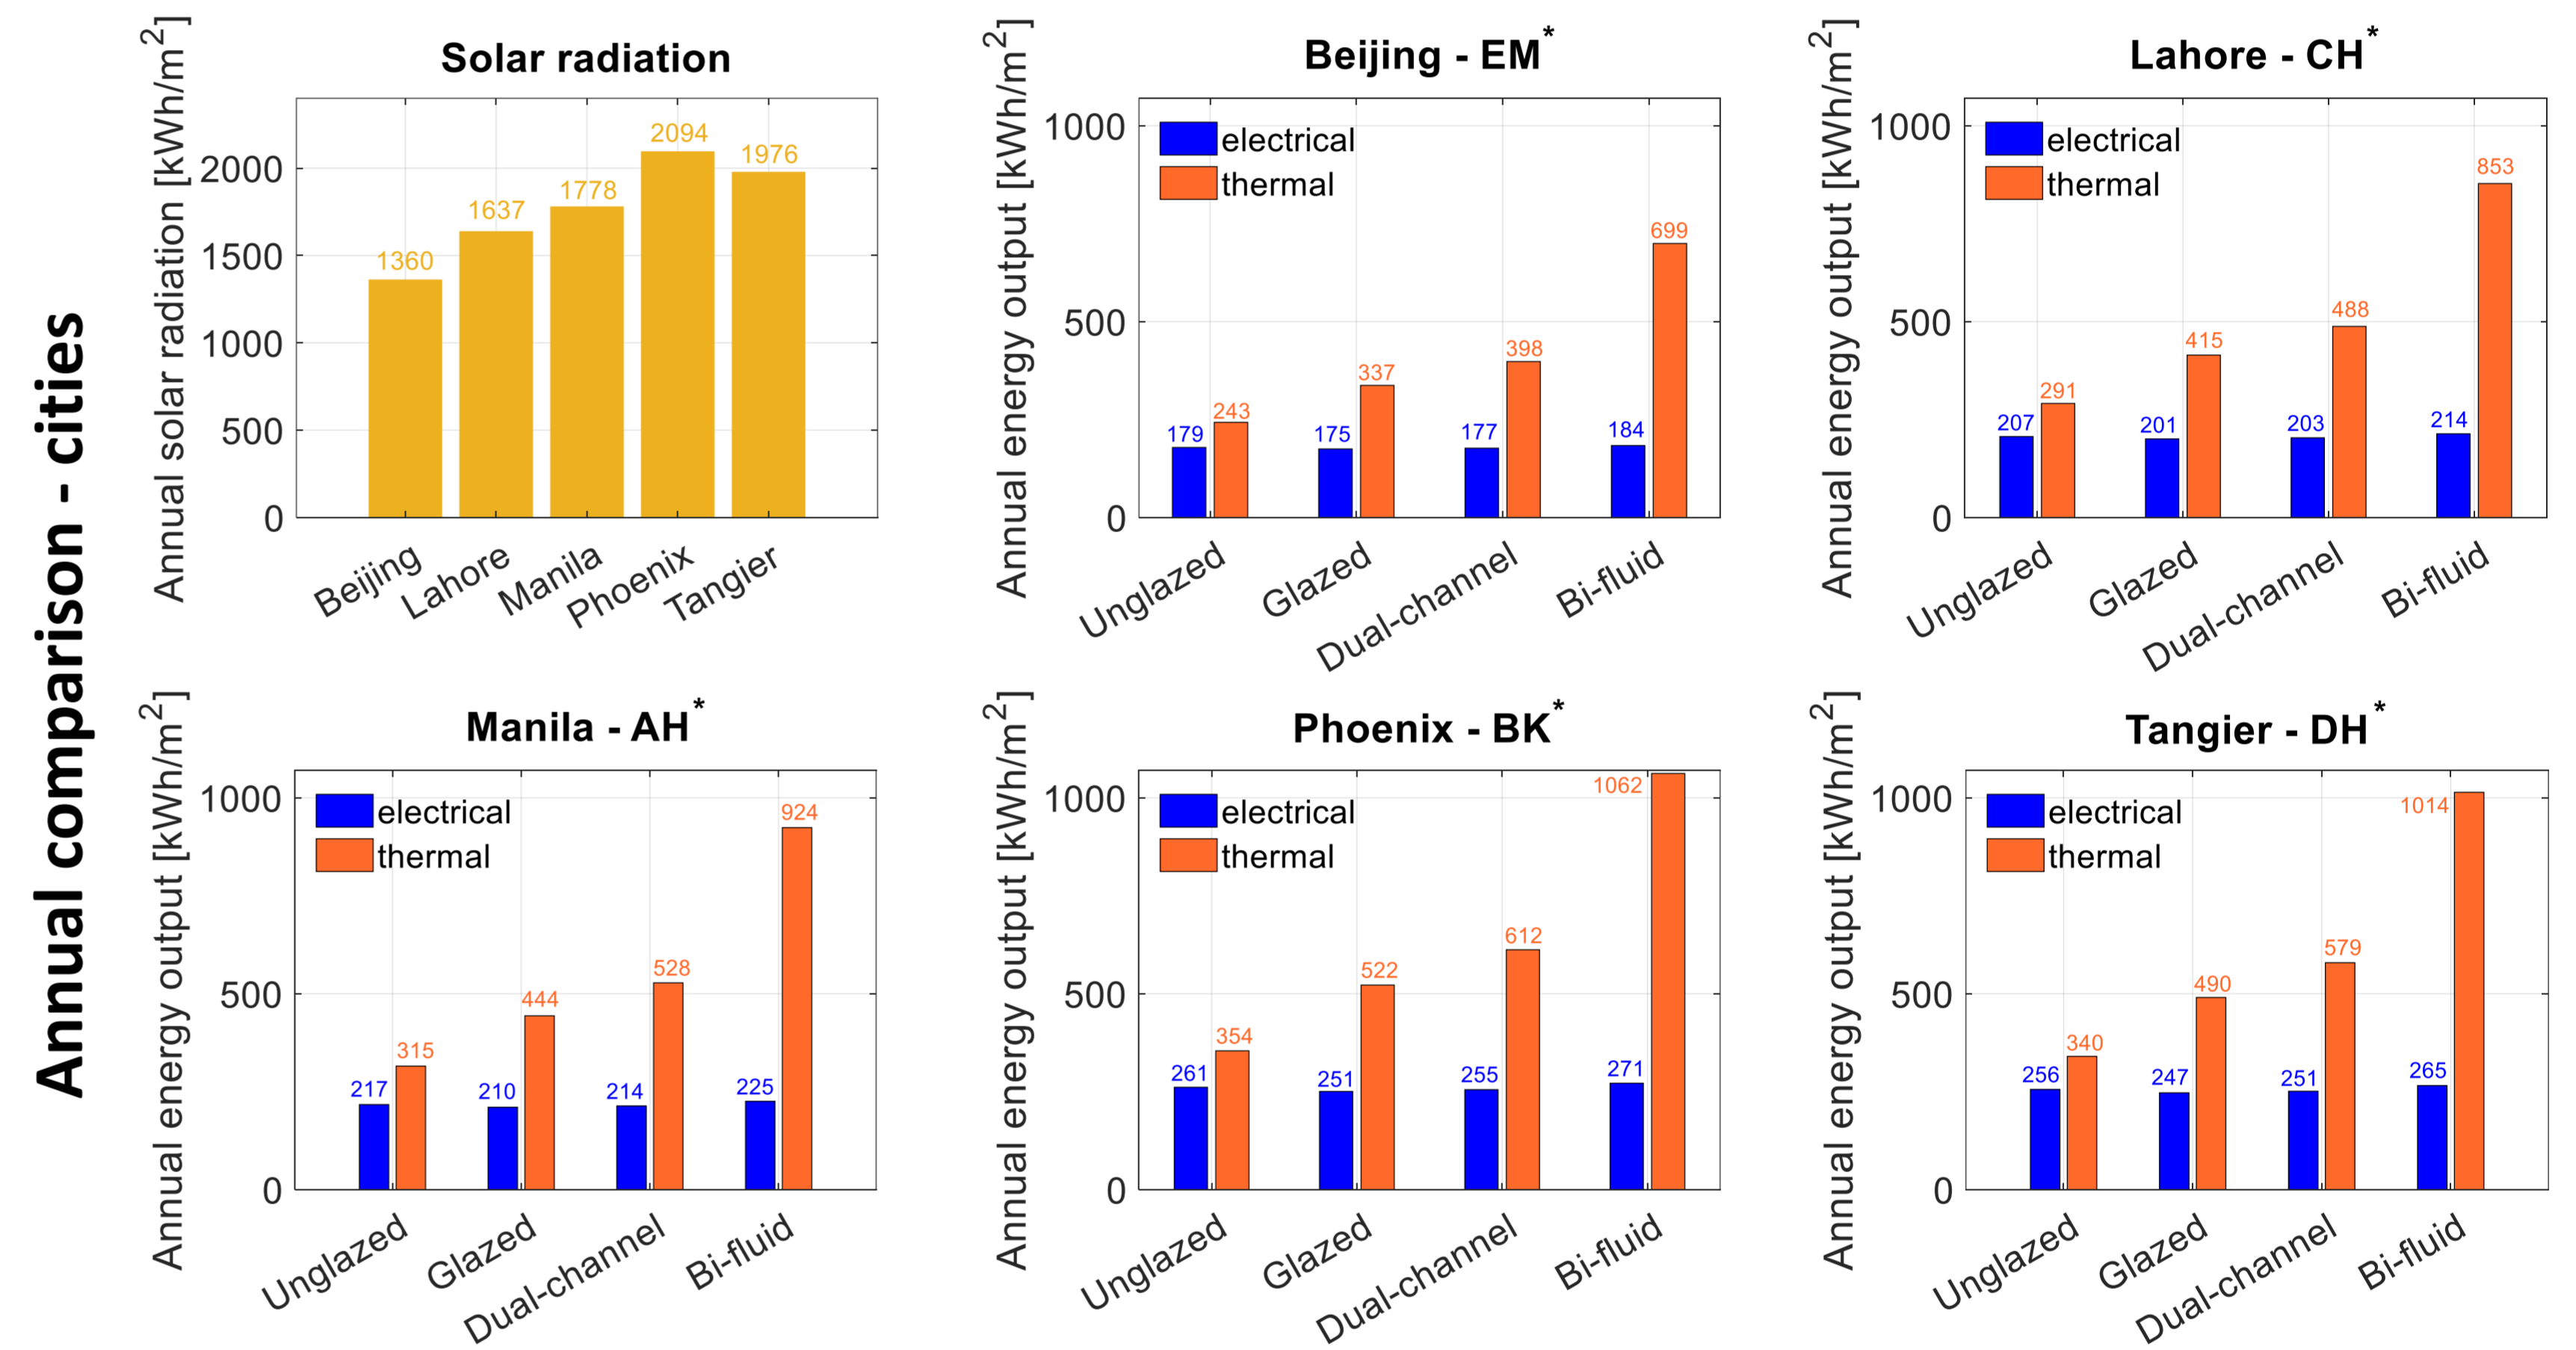 Annual comparison - cities
Solar radiation
Annual solar radiation [kWh/m²]
2000
1500
1000
500
0
1360
1637
1778
2094
1976
Beijing
Lahore
Manila
Phoenix
Tangier
Beijing - EM*
Annual energy output [kWh/m²]
1000
500
0
electrical
thermal
179
243
175
337
177
398
184
699
Unglazed
Glazed
Dual-channel
Bi-fluid
Lahore - CH*
Annual energy output [kWh/m²]
1000
500
0
electrical
thermal
207
291
201
415
203
488
214
853
Unglazed
Glazed
Dual-channel
Bi-fluid
Manila - AH*
Annual energy output [kWh/m²]
1000
500
0
electrical
thermal
217
315
210
444
214
528
225
924
Unglazed
Glazed
Dual-channel
Bi-fluid
Phoenix - BK*
Annual energy output [kWh/m²]
1000
500
0
electrical
thermal
261
354
251
522
255
612
271
1062
Unglazed
Glazed
Dual-channel
Bi-fluid
Tangier - DH*
Annual energy output [kWh/m²]
1000
500
0
electrical
thermal
256
340
247
490
251
579
265
1014
Unglazed
Glazed
Dual-channel
Bi-fluid